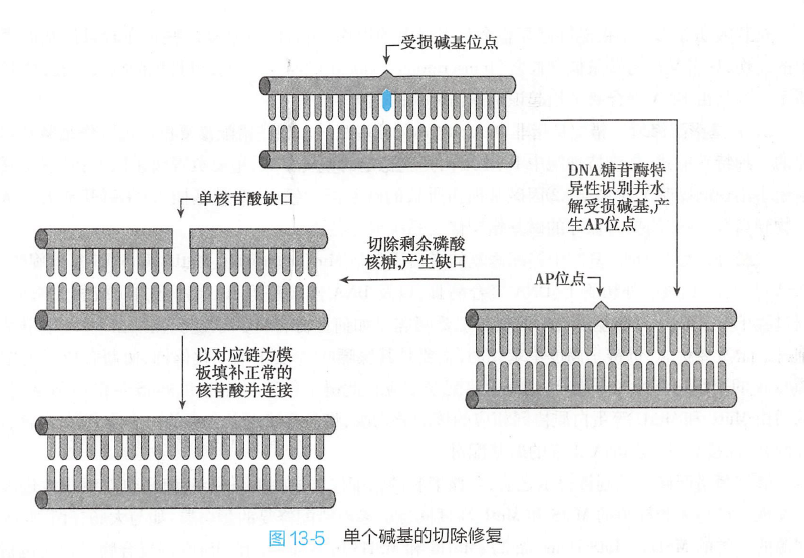 受损碱基位点
DNA糖苷酶特
异性识别并水
解受损碱基,产
生AP位点
单核苷酸缺口
切除剩余磷酸
核糖,产生缺口
AP位点
以对应链为模
板填补正常的
核苷酸并连接
图13-5 单个碱基的切除修复